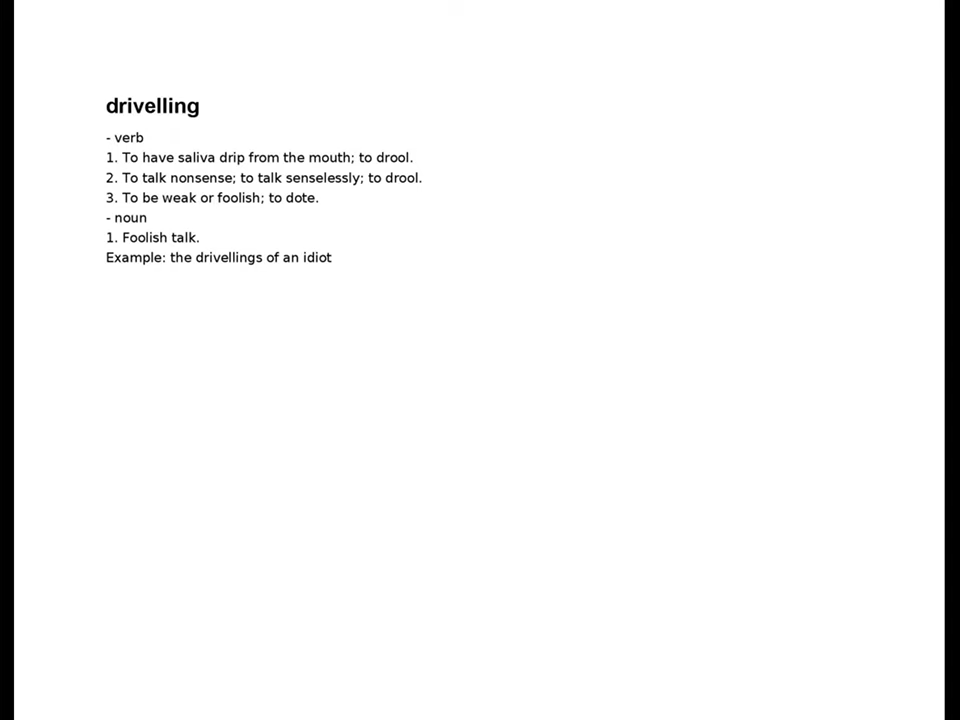 drivelling
- verb
1. To have saliva drip from the mouth; to drool.
2. To talk nonsense; to talk senselessly; to drool.
3. To be weak or foolish; to dote.
- noun
1. Foolish talk.
Example: the drivellings of an idiot